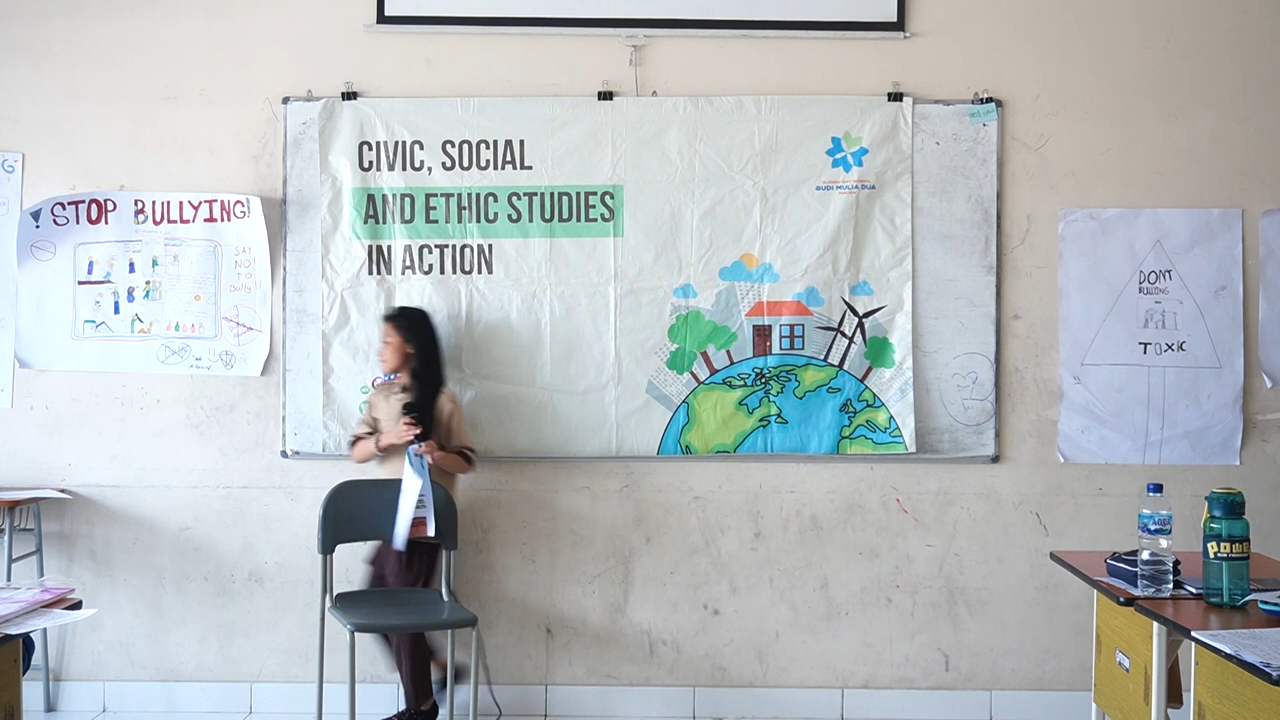 STOP BULLYING!
SAY
NO!
TO
Bully!!
CIVIC, SOCIAL
AND ETHIC STUDIES
IN ACTION
BUDI MULIA DUA
DONT
BULLYING
TOXIC
AQUA
POWER
G